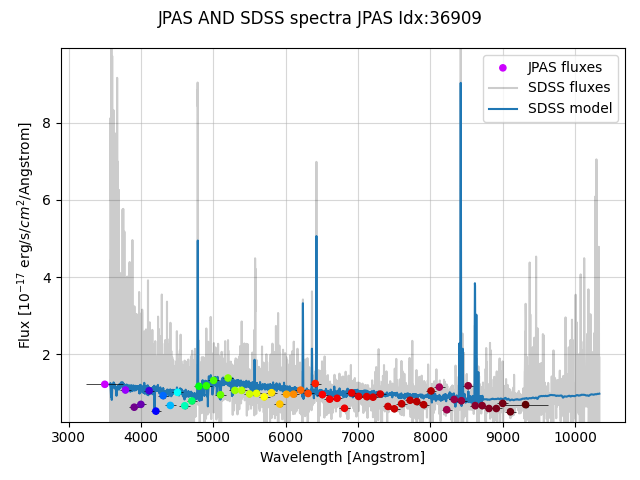 JPAS AND SDSS spectra JPAS Idx:36909
JPAS fluxes
SDSS fluxes
SDSS model
Flux [10⁻¹⁷ erg/s/cm²/Angstrom]
8
6
4
2
3000 4000 5000 6000 7000 8000 9000 10000
Wavelength [Angstrom]